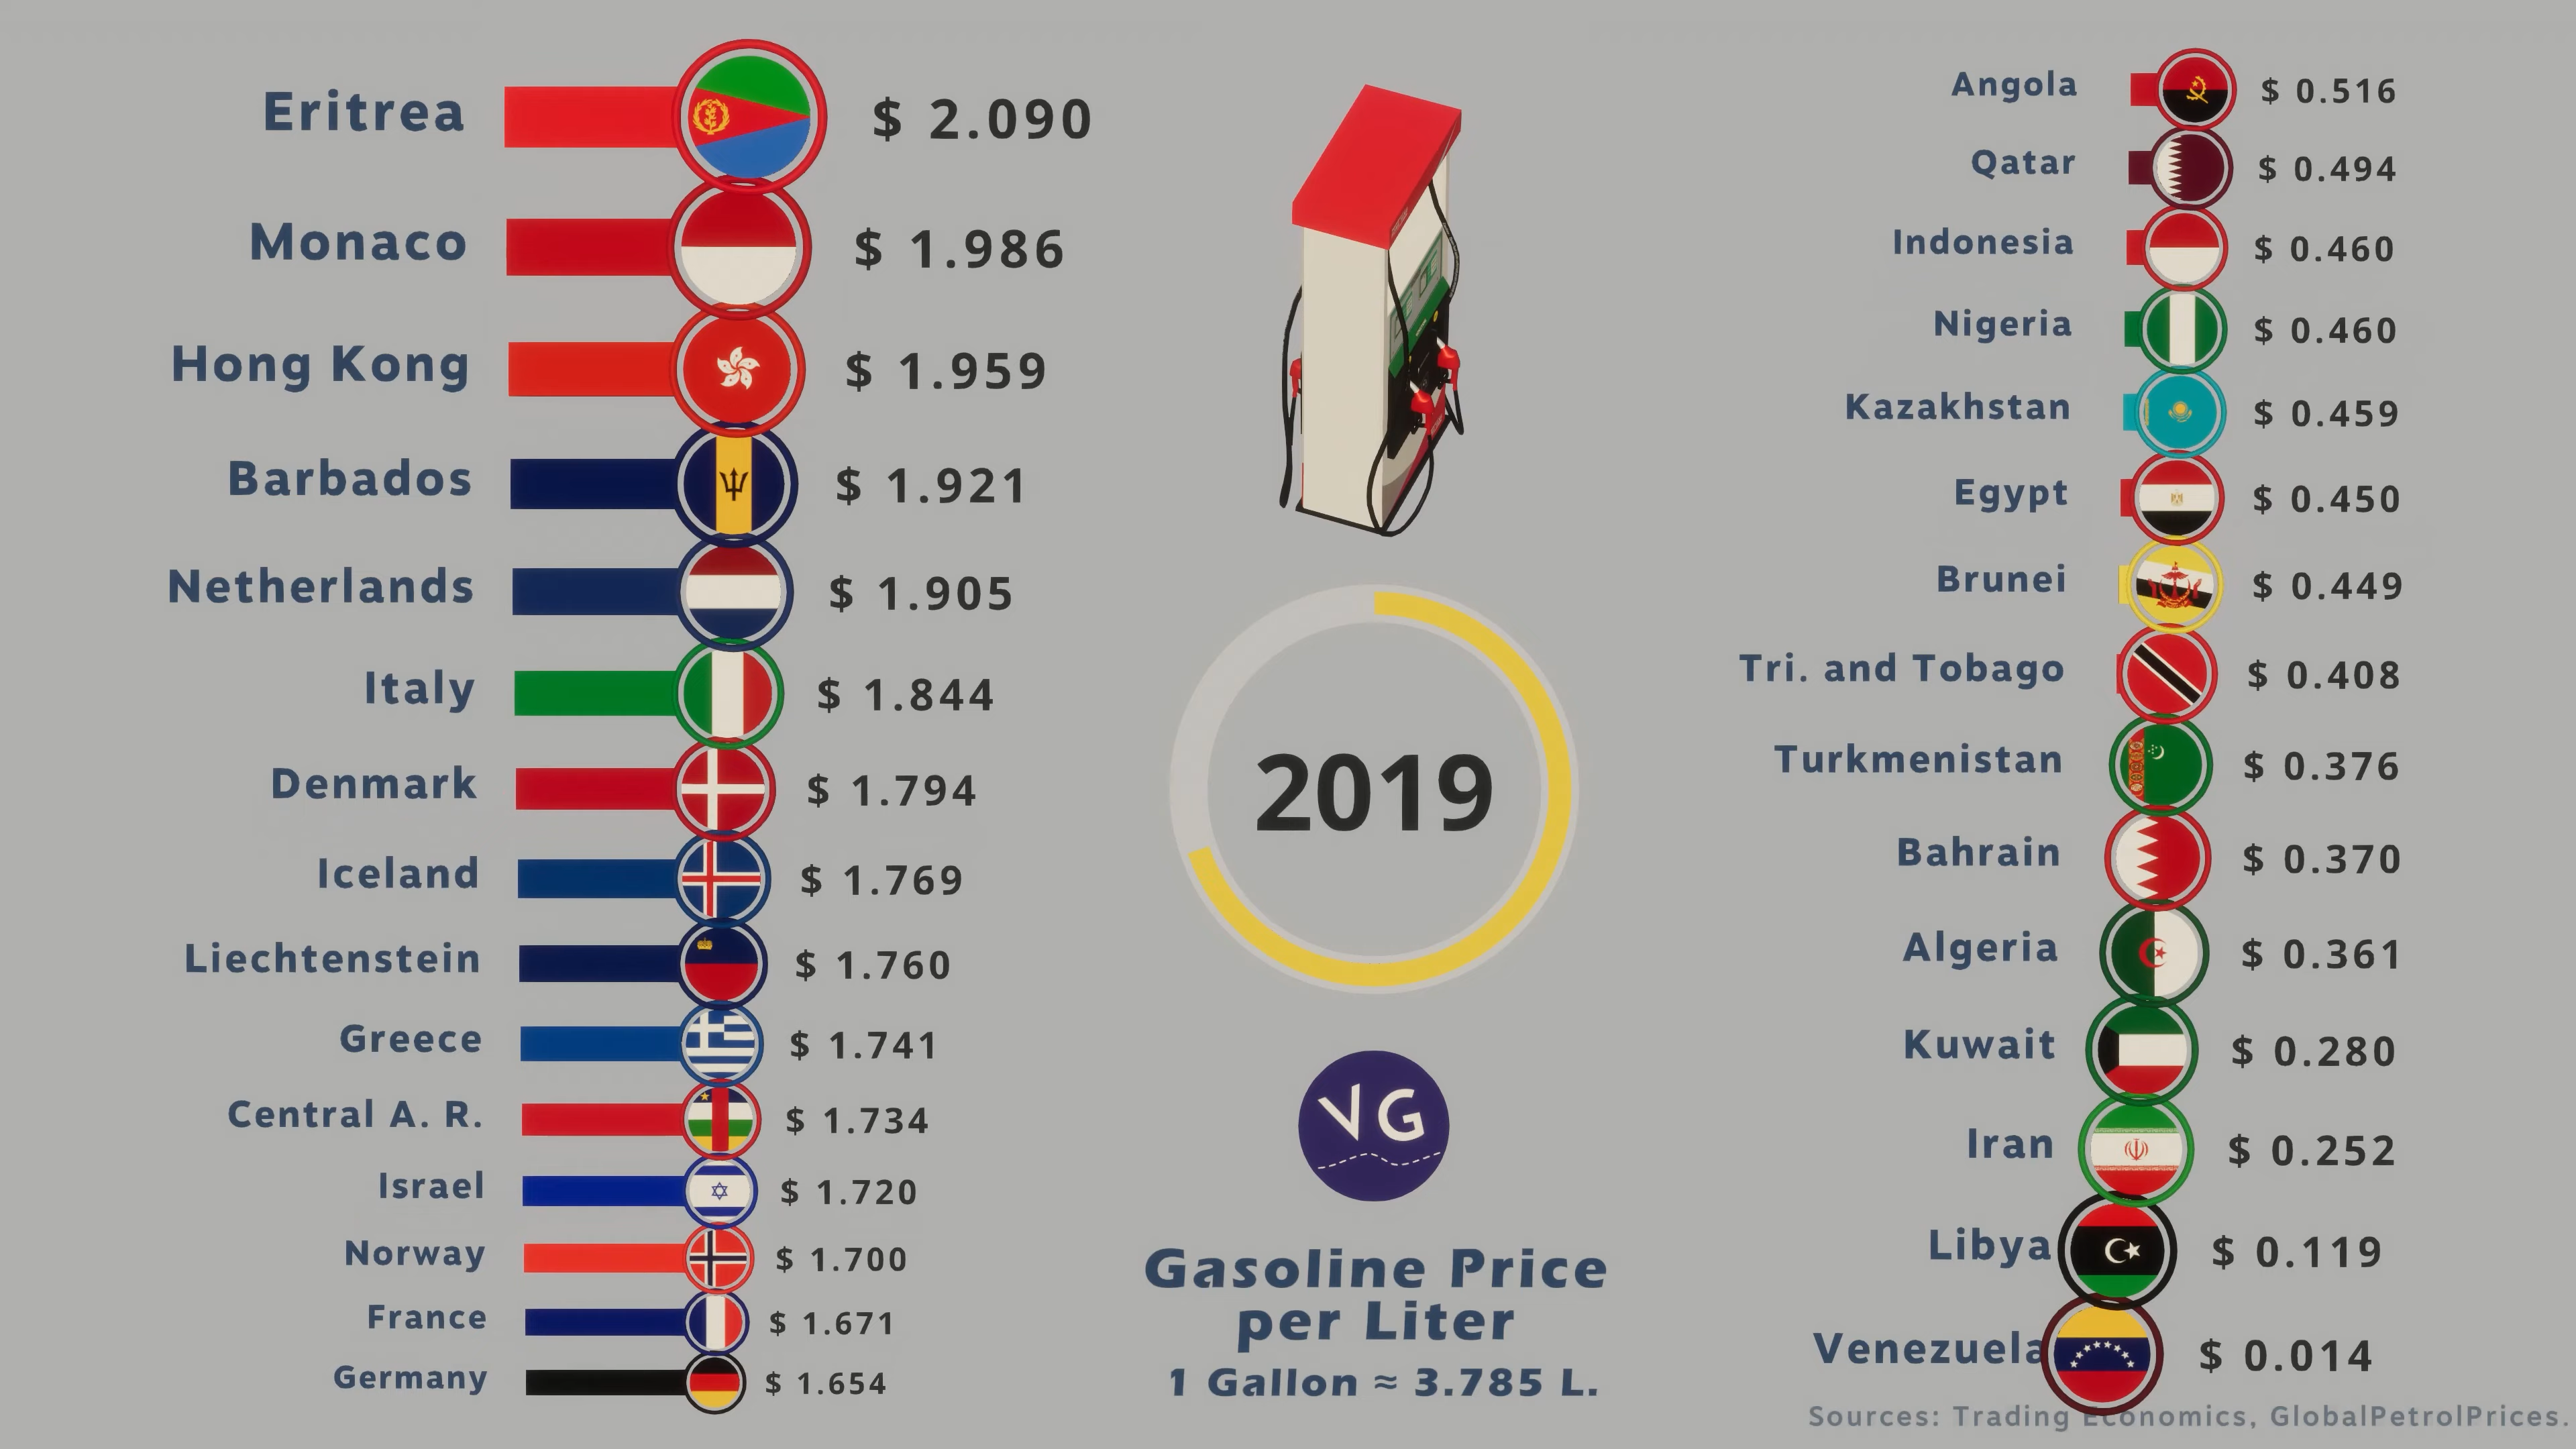 Eritrea $ 2.090
Monaco $ 1.986
Hong Kong $ 1.959
Barbados $ 1.921
Netherlands $ 1.905
Italy $ 1.844
Denmark $ 1.794
Iceland $ 1.769
Liechtenstein $ 1.760
Greece $ 1.741
Central A. R. $ 1.734
Israel $ 1.720
Norway $ 1.700
France $ 1.671
Germany $ 1.654
2019
VG
Gasoline Price
per Liter
1 Gallon ≈ 3.785 L.
Angola $ 0.516
Qatar $ 0.494
Indonesia $ 0.460
Nigeria $ 0.460
Kazakhstan $ 0.459
Egypt $ 0.450
Brunei $ 0.449
Tri. and Tobago $ 0.408
Turkmenistan $ 0.376
Bahrain $ 0.370
Algeria $ 0.361
Kuwait $ 0.280
Iran $ 0.252
Libya $ 0.119
Venezuela $ 0.014
Sources: Trading Economics, GlobalPetrolPrices.